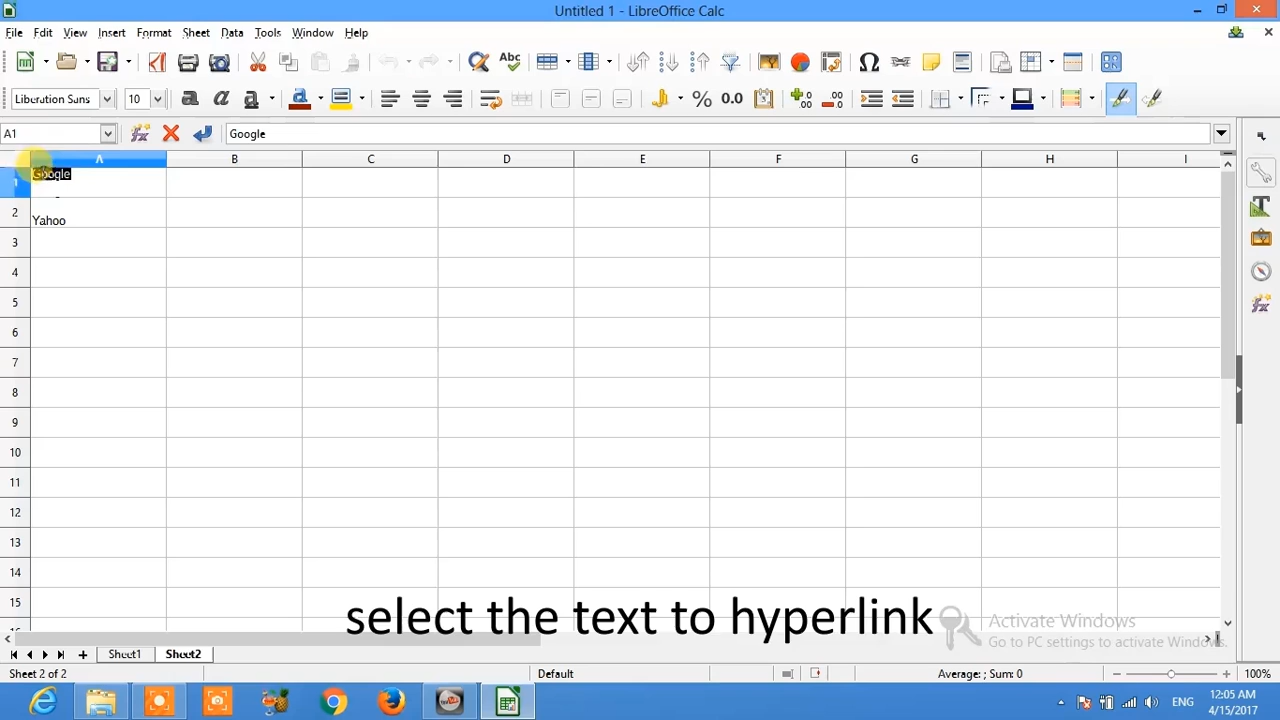 Untitled 1 - LibreOffice Calc
File Edit View Insert Format Sheet Data Tools Window Help
Abc
Liberation Sans 10 a a a % 0.0
A1 Google
A B C D E F G H I
1 Google
2 Yahoo
3
4
5
6
7
8
9
10
11
12
13
14
15
select the text to hyperlink
Activate Windows
Go to PC settings to activate Windows.
Sheet1 Sheet2
Sheet 2 of 2 Default Average: ; Sum: 0 100%
ENG 12:05 AM
4/15/2017